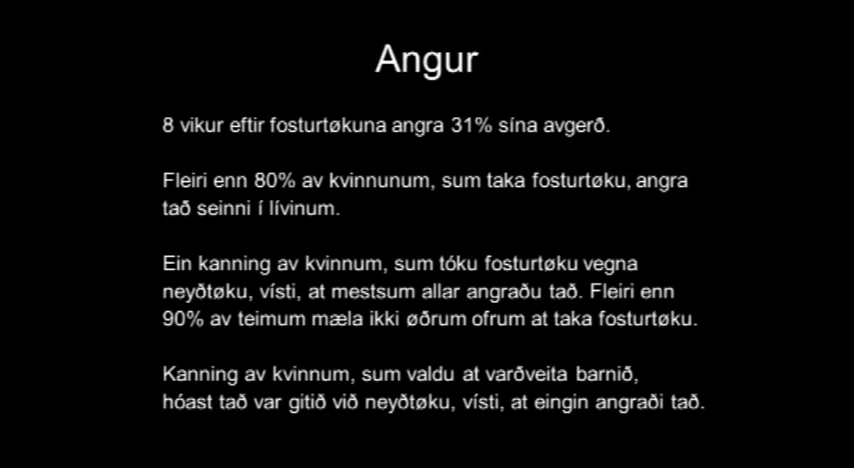 Angur
8 vikur eftir fosturtøkuna angra 31% sína avgerð.
Fleiri enn 80% av kvinnunum, sum taka fosturtøku, angra
tað seinni í lívinum.
Ein kanning av kvinnum, sum tóku fosturtøku vegna
neyðtøku, vísti, at mestsum allar angraðu tað. Fleiri enn
90% av teimum mæla ikki øðrum ofrum at taka fosturtøku.
Kanning av kvinnum, sum valdu at varðveita barnið,
hóast tað var gitið við neyðtøku, vísti, at eingin angraði tað.